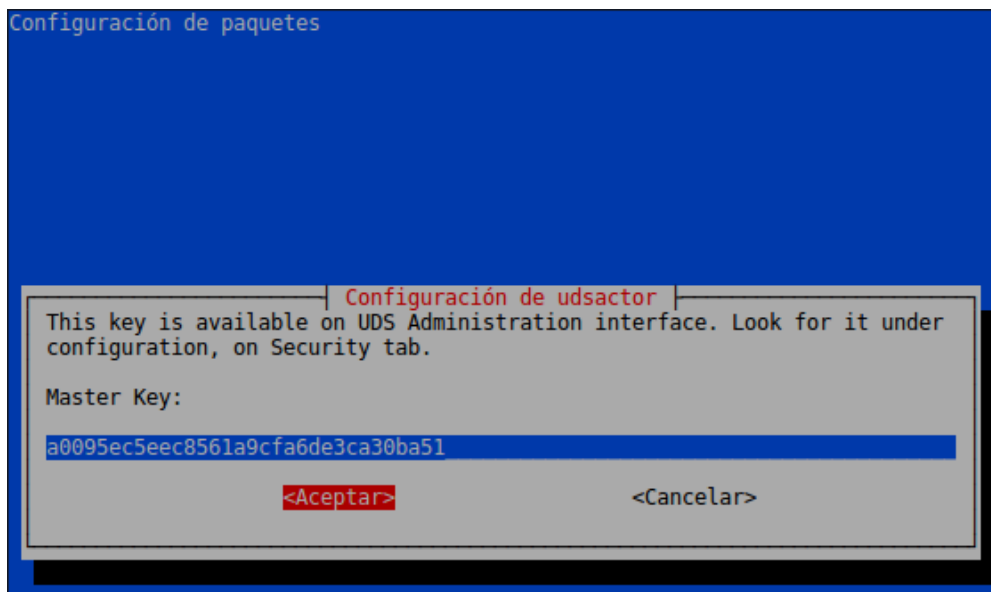 Configuración de paquetes
Configuración de udsactor
This key is available on UDS Administration interface. Look for it under
configuration, on Security tab.
Master Key:
a0095ec5eec8561a9cfa6de3ca30ba51
<Aceptar> <Cancelar>